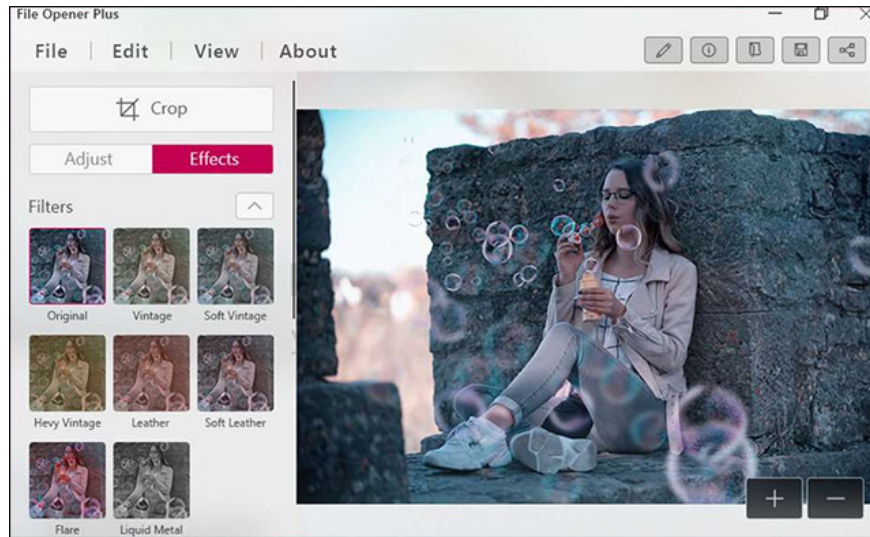 File Opener Plus
File Edit View About
Crop
Adjust Effects
Filters
Original Vintage Soft Vintage
Hevy Vintage Leather Soft Leather
Flare Liquid Metal